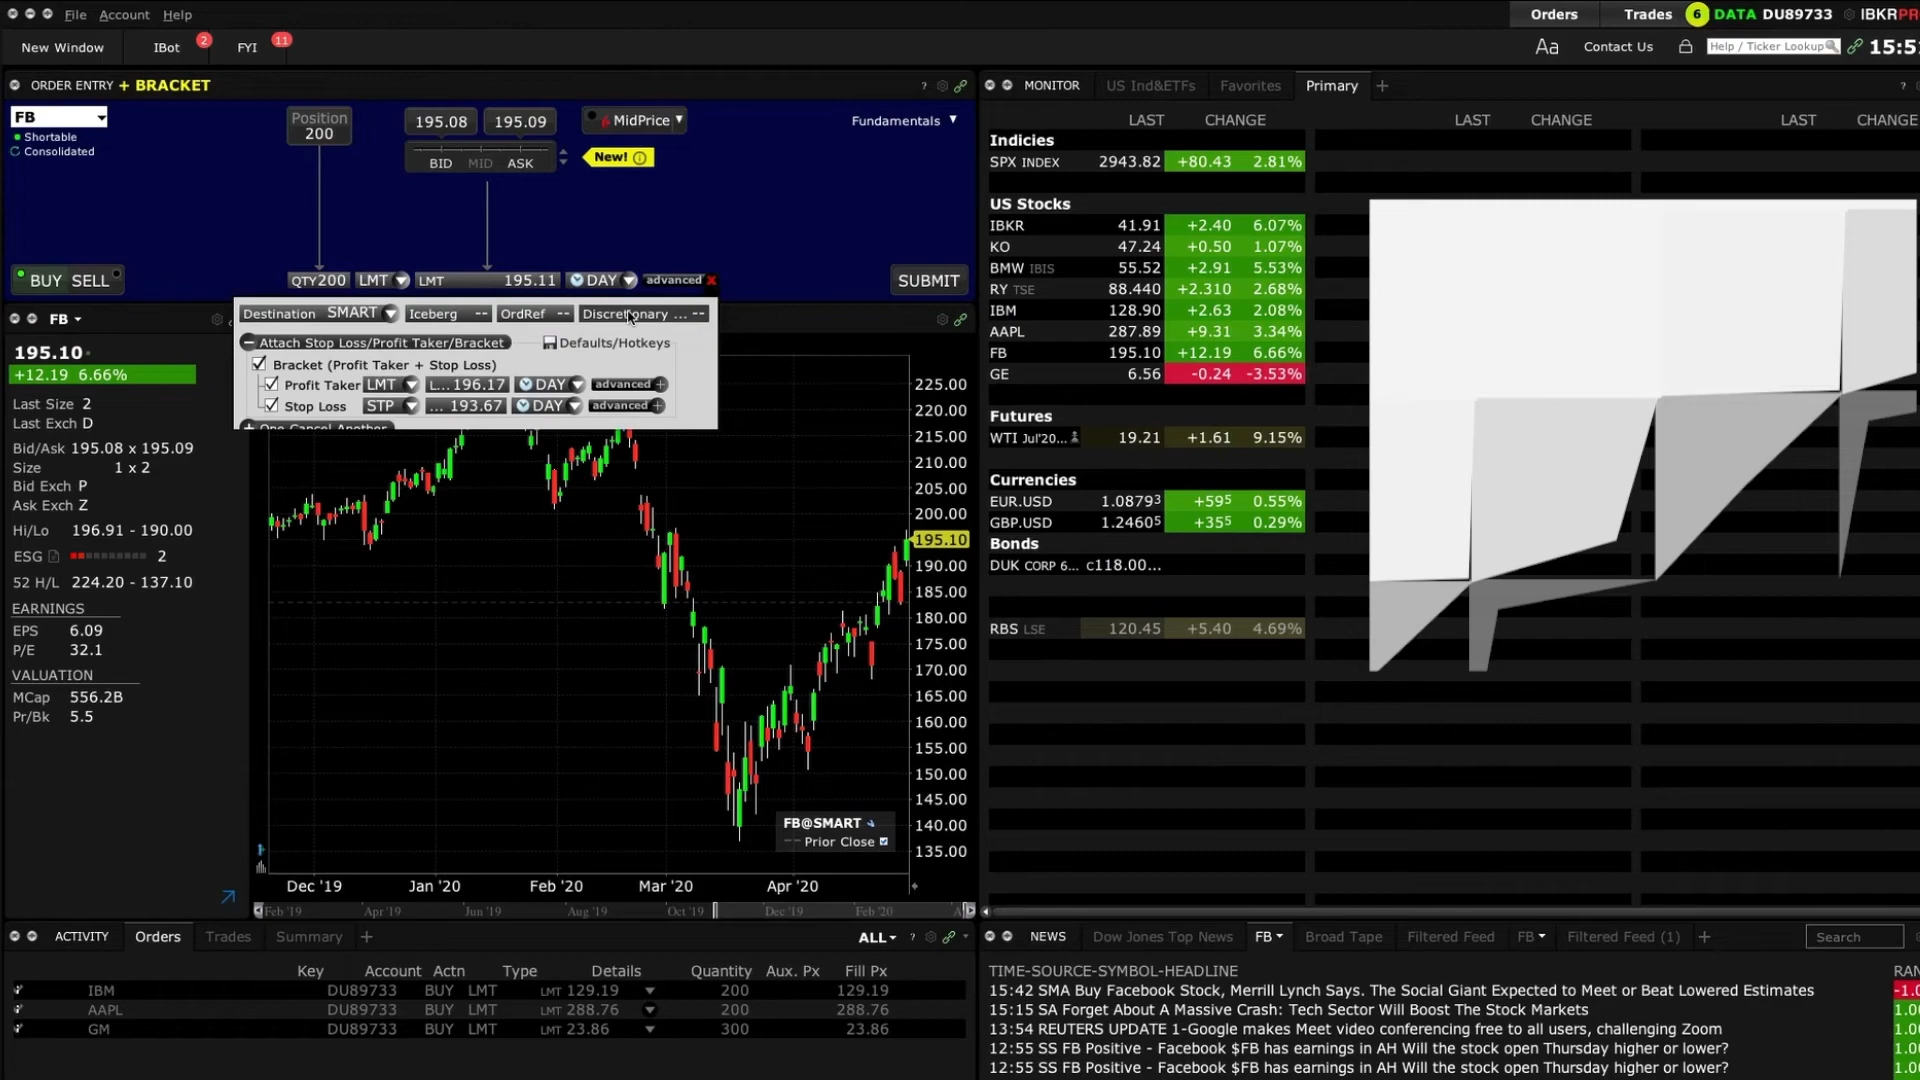 File Account Help
Orders Trades 6 DATA DU89733 IBKRPR
New Window IBot 2 FYI 11
Aa Contact Us Help / Ticker Lookup
ORDER ENTRY + BRACKET ?
MONITOR US Ind&ETFs Favorites Primary + ?
FB
Shortable
Consolidated
Position
200
195.08 195.09 MidPrice
BID MID ASK New!
Fundamentals
BUY SELL QTY 200 LMT LMT 195.11 DAY advanced x SUBMIT
Destination SMART Iceberg -- OrdRef -- Discretionary ... --
Attach Stop Loss/Profit Taker/Bracket Defaults/Hotkeys
Bracket (Profit Taker + Stop Loss)
Profit Taker LMT L... 196.17 DAY advanced +
Stop Loss STP ... 193.67 DAY advanced +
One Cancel Another
FB
195.10
+12.19 6.66%
Last Size 2
Last Exch D
Bid/Ask 195.08 x 195.09
Size 1 x 2
Bid Exch P
Ask Exch Z
Hi/Lo 196.91 - 190.00
ESG 2
52 H/L 224.20 - 137.10
EARNINGS
EPS 6.09
P/E 32.1
VALUATION
MCap 556.2B
Pr/Bk 5.5
225.00
220.00
215.00
210.00
205.00
200.00
195.10
190.00
185.00
180.00
175.00
170.00
165.00
160.00
155.00
150.00
145.00
140.00
135.00
FB@SMART
Prior Close
Dec '19 Jan '20 Feb '20 Mar '20 Apr '20
Feb '19 Apr '19 Jun '19 Aug '19 Oct '19 Dec '19 Feb '20
LAST CHANGE LAST CHANGE LAST CHANGE
Indicies
SPX INDEX 2943.82 +80.43 2.81%
US Stocks
IBKR 41.91 +2.40 6.07%
KO 47.24 +0.50 1.07%
BMW IBIS 55.52 +2.91 5.53%
RY TSE 88.440 +2.310 2.68%
IBM 128.90 +2.63 2.08%
AAPL 287.89 +9.31 3.34%
FB 195.10 +12.19 6.66%
GE 6.56 -0.24 -3.53%
Futures
WTI Jul'20... 19.21 +1.61 9.15%
Currencies
EUR.USD 1.08793 +595 0.55%
GBP.USD 1.24605 +355 0.29%
Bonds
DUK CORP 6... c118.00...
RBS LSE 120.45 +5.40 4.69%
ACTIVITY Orders Trades Summary + ALL ?
Key Account Actn Type Details Quantity Aux. Px Fill Px
IBM DU89733 BUY LMT LMT 129.19 200 129.19
AAPL DU89733 BUY LMT LMT 288.76 200 288.76
GM DU89733 BUY LMT LMT 23.86 300 23.86
NEWS Dow Jones Top News FB Broad Tape Filtered Feed FB Filtered Feed (1) + Search
TIME-SOURCE-SYMBOL-HEADLINE RAN
15:42 SMA Buy Facebook Stock, Merrill Lynch Says. The Social Giant Expected to Meet or Beat Lowered Estimates
15:15 SA Forget About A Massive Crash: Tech Sector Will Boost The Stock Markets
13:54 REUTERS UPDATE 1-Google makes Meet video conferencing free to all users, challenging Zoom
12:55 SS FB Positive - Facebook $FB has earnings in AH Will the stock open Thursday higher or lower?
12:55 SS FB Positive - Facebook $FB has earnings in AH Will the stock open Thursday higher or lower?